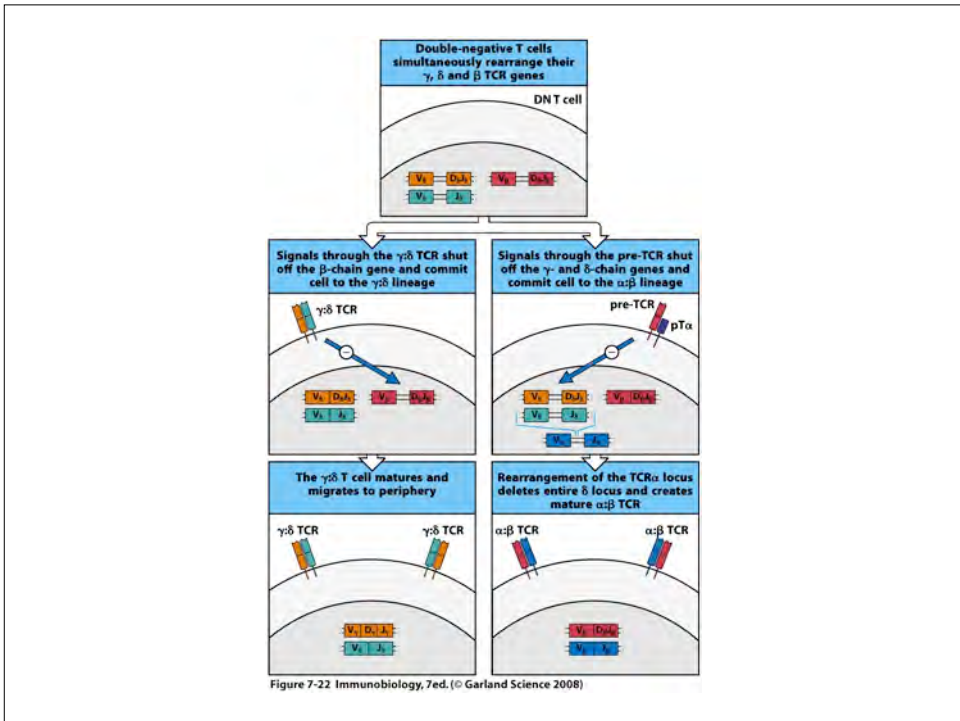 Double-negative T cells
simultaneously rearrange their
γ, δ and β TCR genes
DN T cell
Signals through the γ:δ TCR shut
off the β-chain gene and commit
cell to the γ:δ lineage
γ:δ TCR
Signals through the pre-TCR shut
off the γ- and δ-chain genes and
commit cell to the α:β lineage
pre-TCR
pTα
The γ:δ T cell matures and
migrates to periphery
γ:δ TCR
γ:δ TCR
Rearrangement of the TCRα locus
deletes entire δ locus and creates
mature α:β TCR
α:β TCR
α:β TCR
Figure 7-22 Immunobiology, 7ed. (© Garland Science 2008)